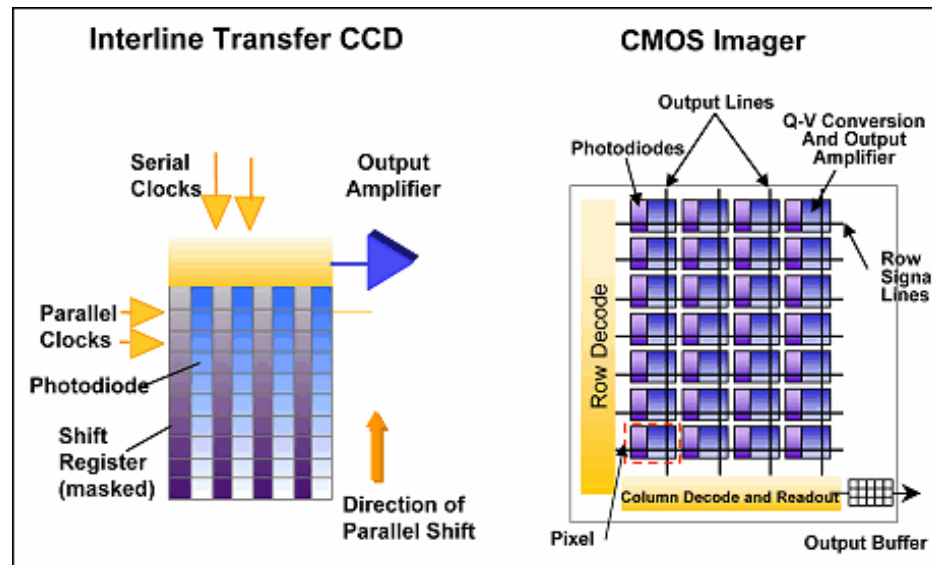 Interline Transfer CCD
Serial
Clocks
Output
Amplifier
Parallel
Clocks
Photodiode
Shift
Register
(masked)
Direction of
Parallel Shift
CMOS Imager
Output Lines
Photodiodes
Q-V Conversion
And Output
Amplifier
Row
Signa
Lines
Row Decode
Column Decode and Readout
Pixel
Output Buffer